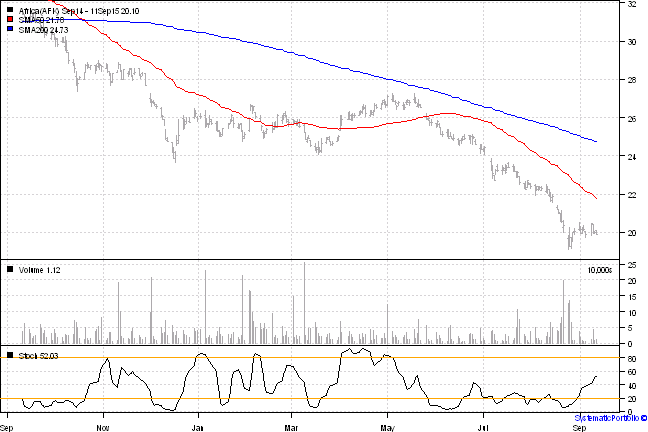 Africa(AFK) Sep14 - 11Sep15 20.10
SMA50 21.78
SMA200 24.73
32
30
28
26
24
22
20
Volume 1.12
10,000s
25
20
15
10
5
0
Stoch 52.03
80
60
40
20
0
Sep Nov Jan Mar May Jul Sep
SystematicPortfolio ©